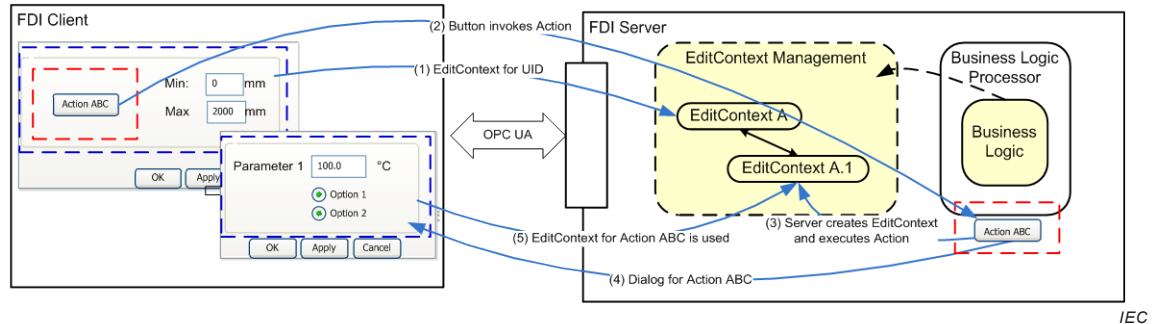 FDI Client
(2) Button invokes Action
FDI Server
EditContext Management
Business Logic
Processor
(1) EditContext for UID
Action ABC
Min:
0
mm
Max
2000
mm
EditContext A
Business
Logic
OPC UA
OK
Apply
Parameter 1
100.0
°C
EditContext A.1
Option 1
Option 2
(3) Server creates EditContext
and executes Action
Action ABC
(5) EditContext for Action ABC is used
OK
Apply
Cancel
(4) Dialog for Action ABC
IEC